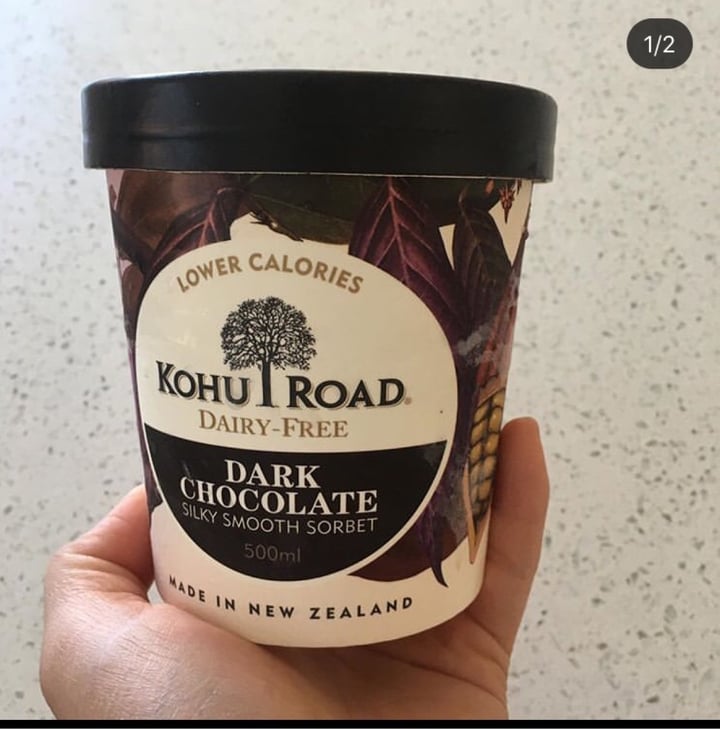 1/2
LOWER CALORIES
KOHU ROAD
DAIRY-FREE
DARK
CHOCOLATE
SILKY SMOOTH SORBET
500ml
MADE IN NEW ZEALAND